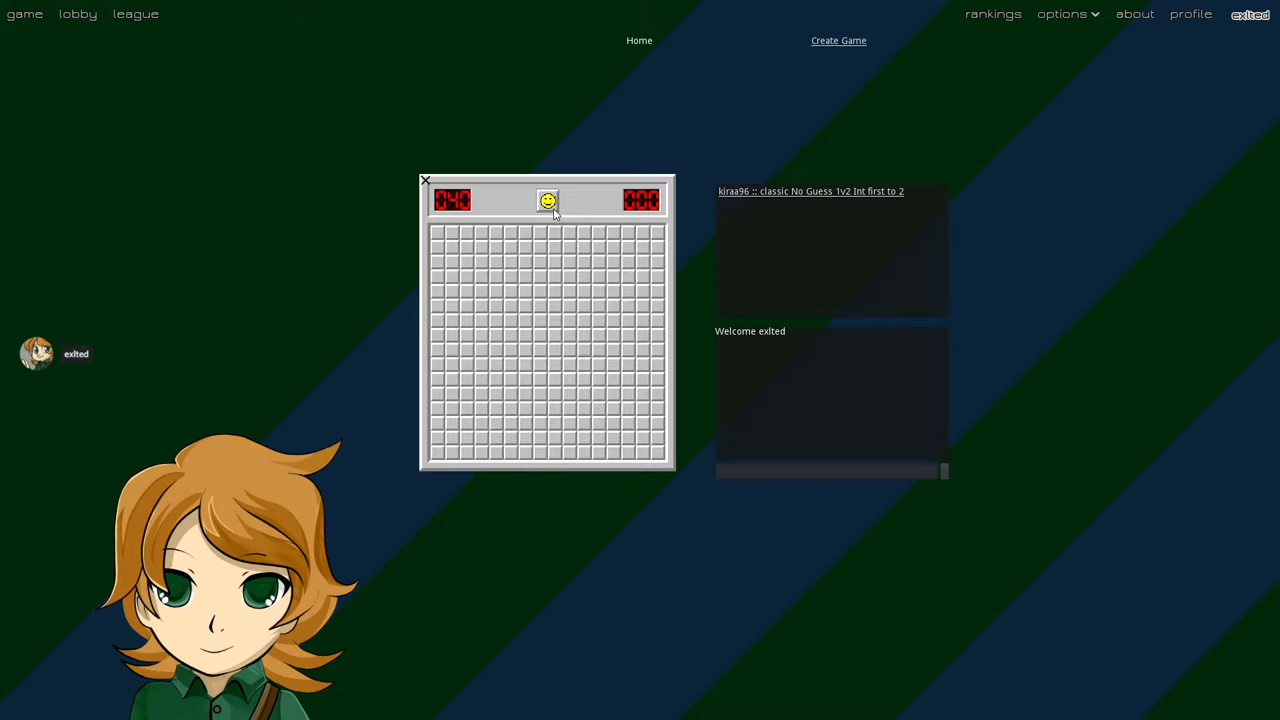 game lobby league rankings options about profile exlted
Home Create Game
040 000
kiraa96 :: classic No Guess 1v2 Int first to 2
Welcome exlted
exlted